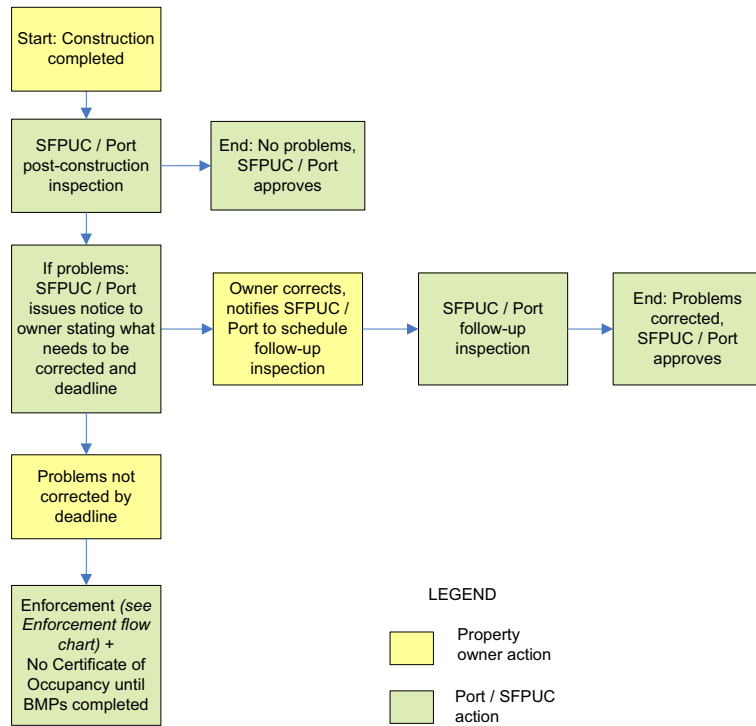 Start: Construction
completed
SFPUC / Port
post-construction
inspection
End: No problems,
SFPUC / Port
approves
If problems:
SFPUC / Port
issues notice to
owner stating what
needs to be
corrected and
deadline
Owner corrects,
notifies SFPUC /
Port to schedule
follow-up
inspection
SFPUC / Port
follow-up
inspection
End: Problems
corrected,
SFPUC / Port
approves
Problems not
corrected by
deadline
Enforcement (see
Enforcement flow
chart) +
No Certificate of
Occupancy until
BMPs completed
LEGEND
Property
owner action
Port / SFPUC
action